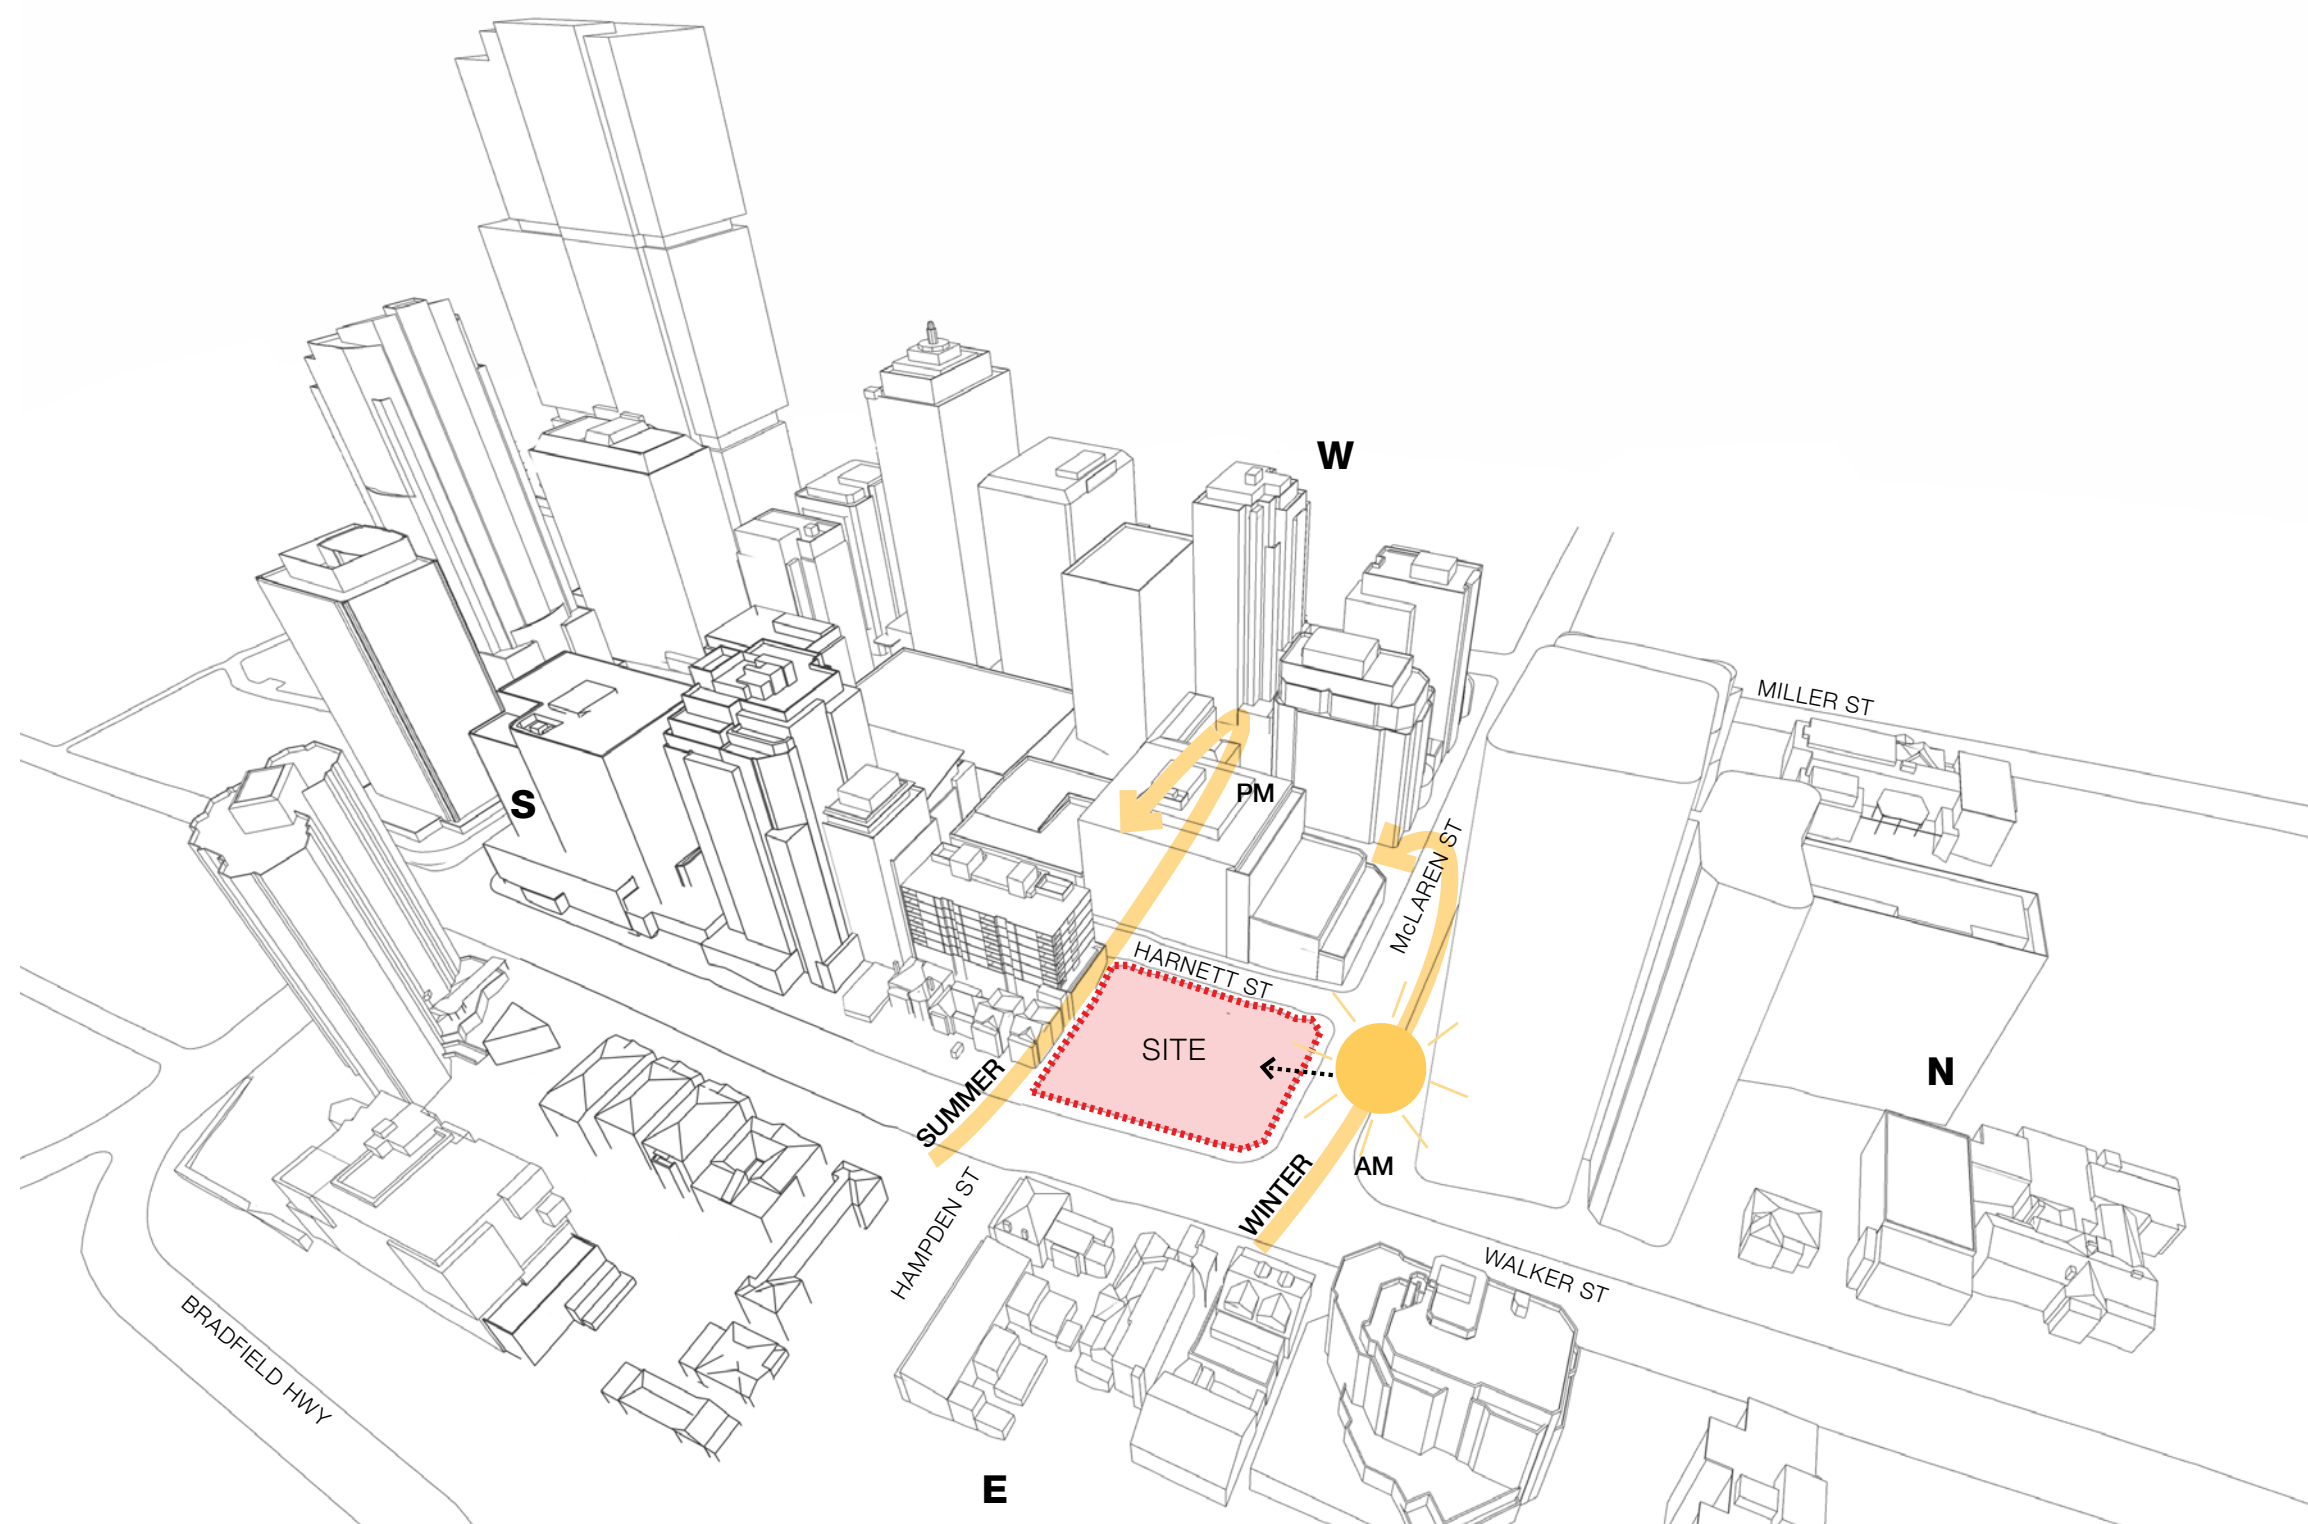 W
MILLER ST
S
PM
McLAREN ST
HARNETT ST
SITE
N
SUMMER
AM
WINTER
HAMPDEN ST
WALKER ST
BRADFIELD HWY
E